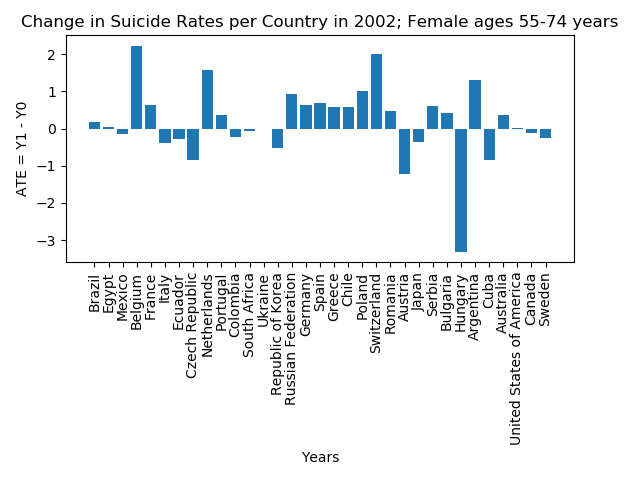 Change in Suicide Rates per Country in 2002; Female ages 55-74 years
ATE = Y1 - Y0
2
1
0
−1
−2
−3
Brazil
Egypt
Mexico
Belgium
France
Italy
Ecuador
Czech Republic
Netherlands
Portugal
Colombia
South Africa
Ukraine
Republic of Korea
Russian Federation
Germany
Spain
Greece
Chile
Poland
Switzerland
Romania
Austria
Japan
Serbia
Bulgaria
Hungary
Argentina
Cuba
Australia
United States of America
Canada
Sweden
Years